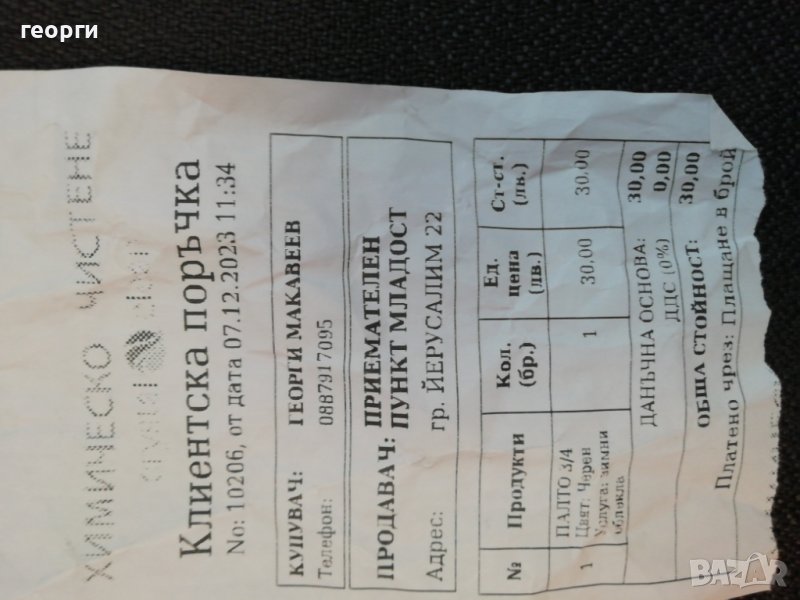 георги
ХИМИЧЕСКО ЧИСТЕНЕ
Клиентска поръчка
No: 10206, от дата 07.12.2023 11:34
КУПУВАЧ: ГЕОРГИ МАКАВЕЕВ
Телефон: 0887917095
ПРОДАВАЧ: ПРИЕМАТЕЛЕН
ПУНКТ МЛАДОСТ
Адрес: гр. ЙЕРУСАЛИМ 22
№ Продукти Кол. (бр.) Ед. цена (лв.) Ст-ст. (лв.)
1 ПАЛТО 3/4 1 30.00 30.00
Цвят: Черен
Услуга: зимни
облекла
ДАНЪЧНА ОСНОВА: 30,00
ДДС (0%) 0,00
ОБЩА СТОЙНОСТ: 30,00
Платено чрез: Плащане в брой
BAZAR